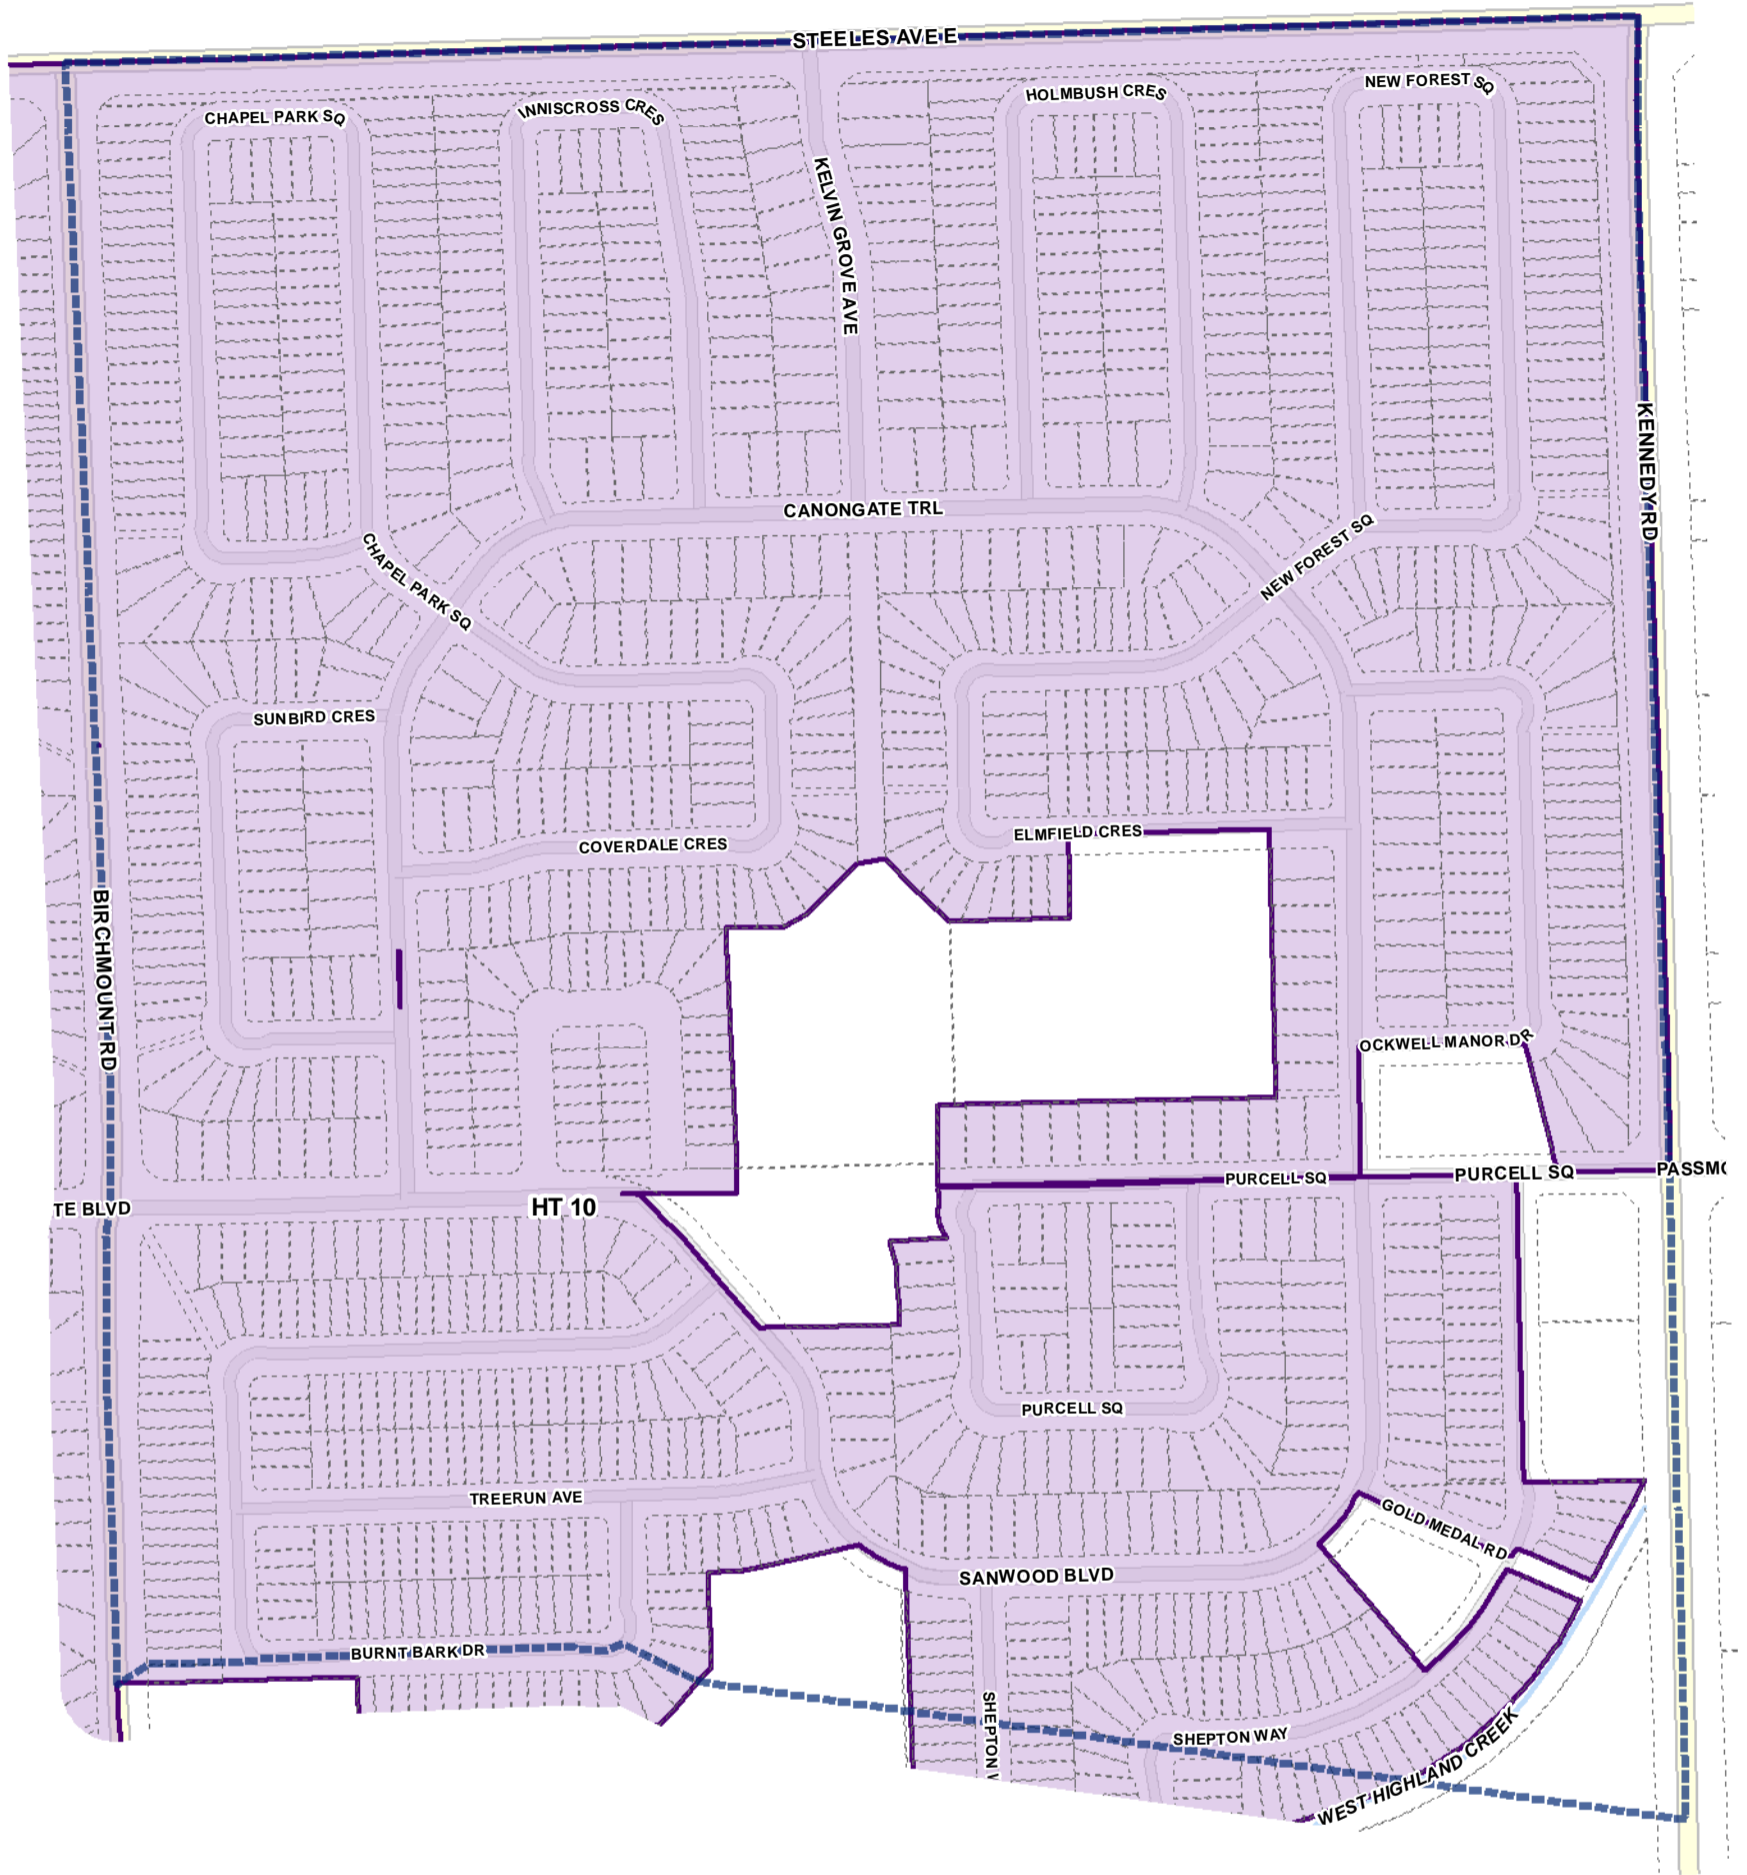 STEELES AVE E
CHAPEL PARK SQ
INNISCROSS CRES
HOLMBUSH CRES
NEW FOREST SQ
KELVIN GROVE AVE
KENNEDY RD
CANONGATE TRL
CHAPEL PARK SQ
NEW FOREST SQ
SUNBIRD CRES
COVERDALE CRES
ELMFIELD CRES
BIRCHMOUNT RD
OCKWELL MANOR DR
PURCELL SQ
PURCELL SQ
PASSMO
TE BLVD
HT 10
PURCELL SQ
TREERUN AVE
GOLD MEDAL RD
SANWOOD BLVD
BURNT BARK DR
SHEPTON W
SHEPTON WAY
WEST HIGHLAND CREEK